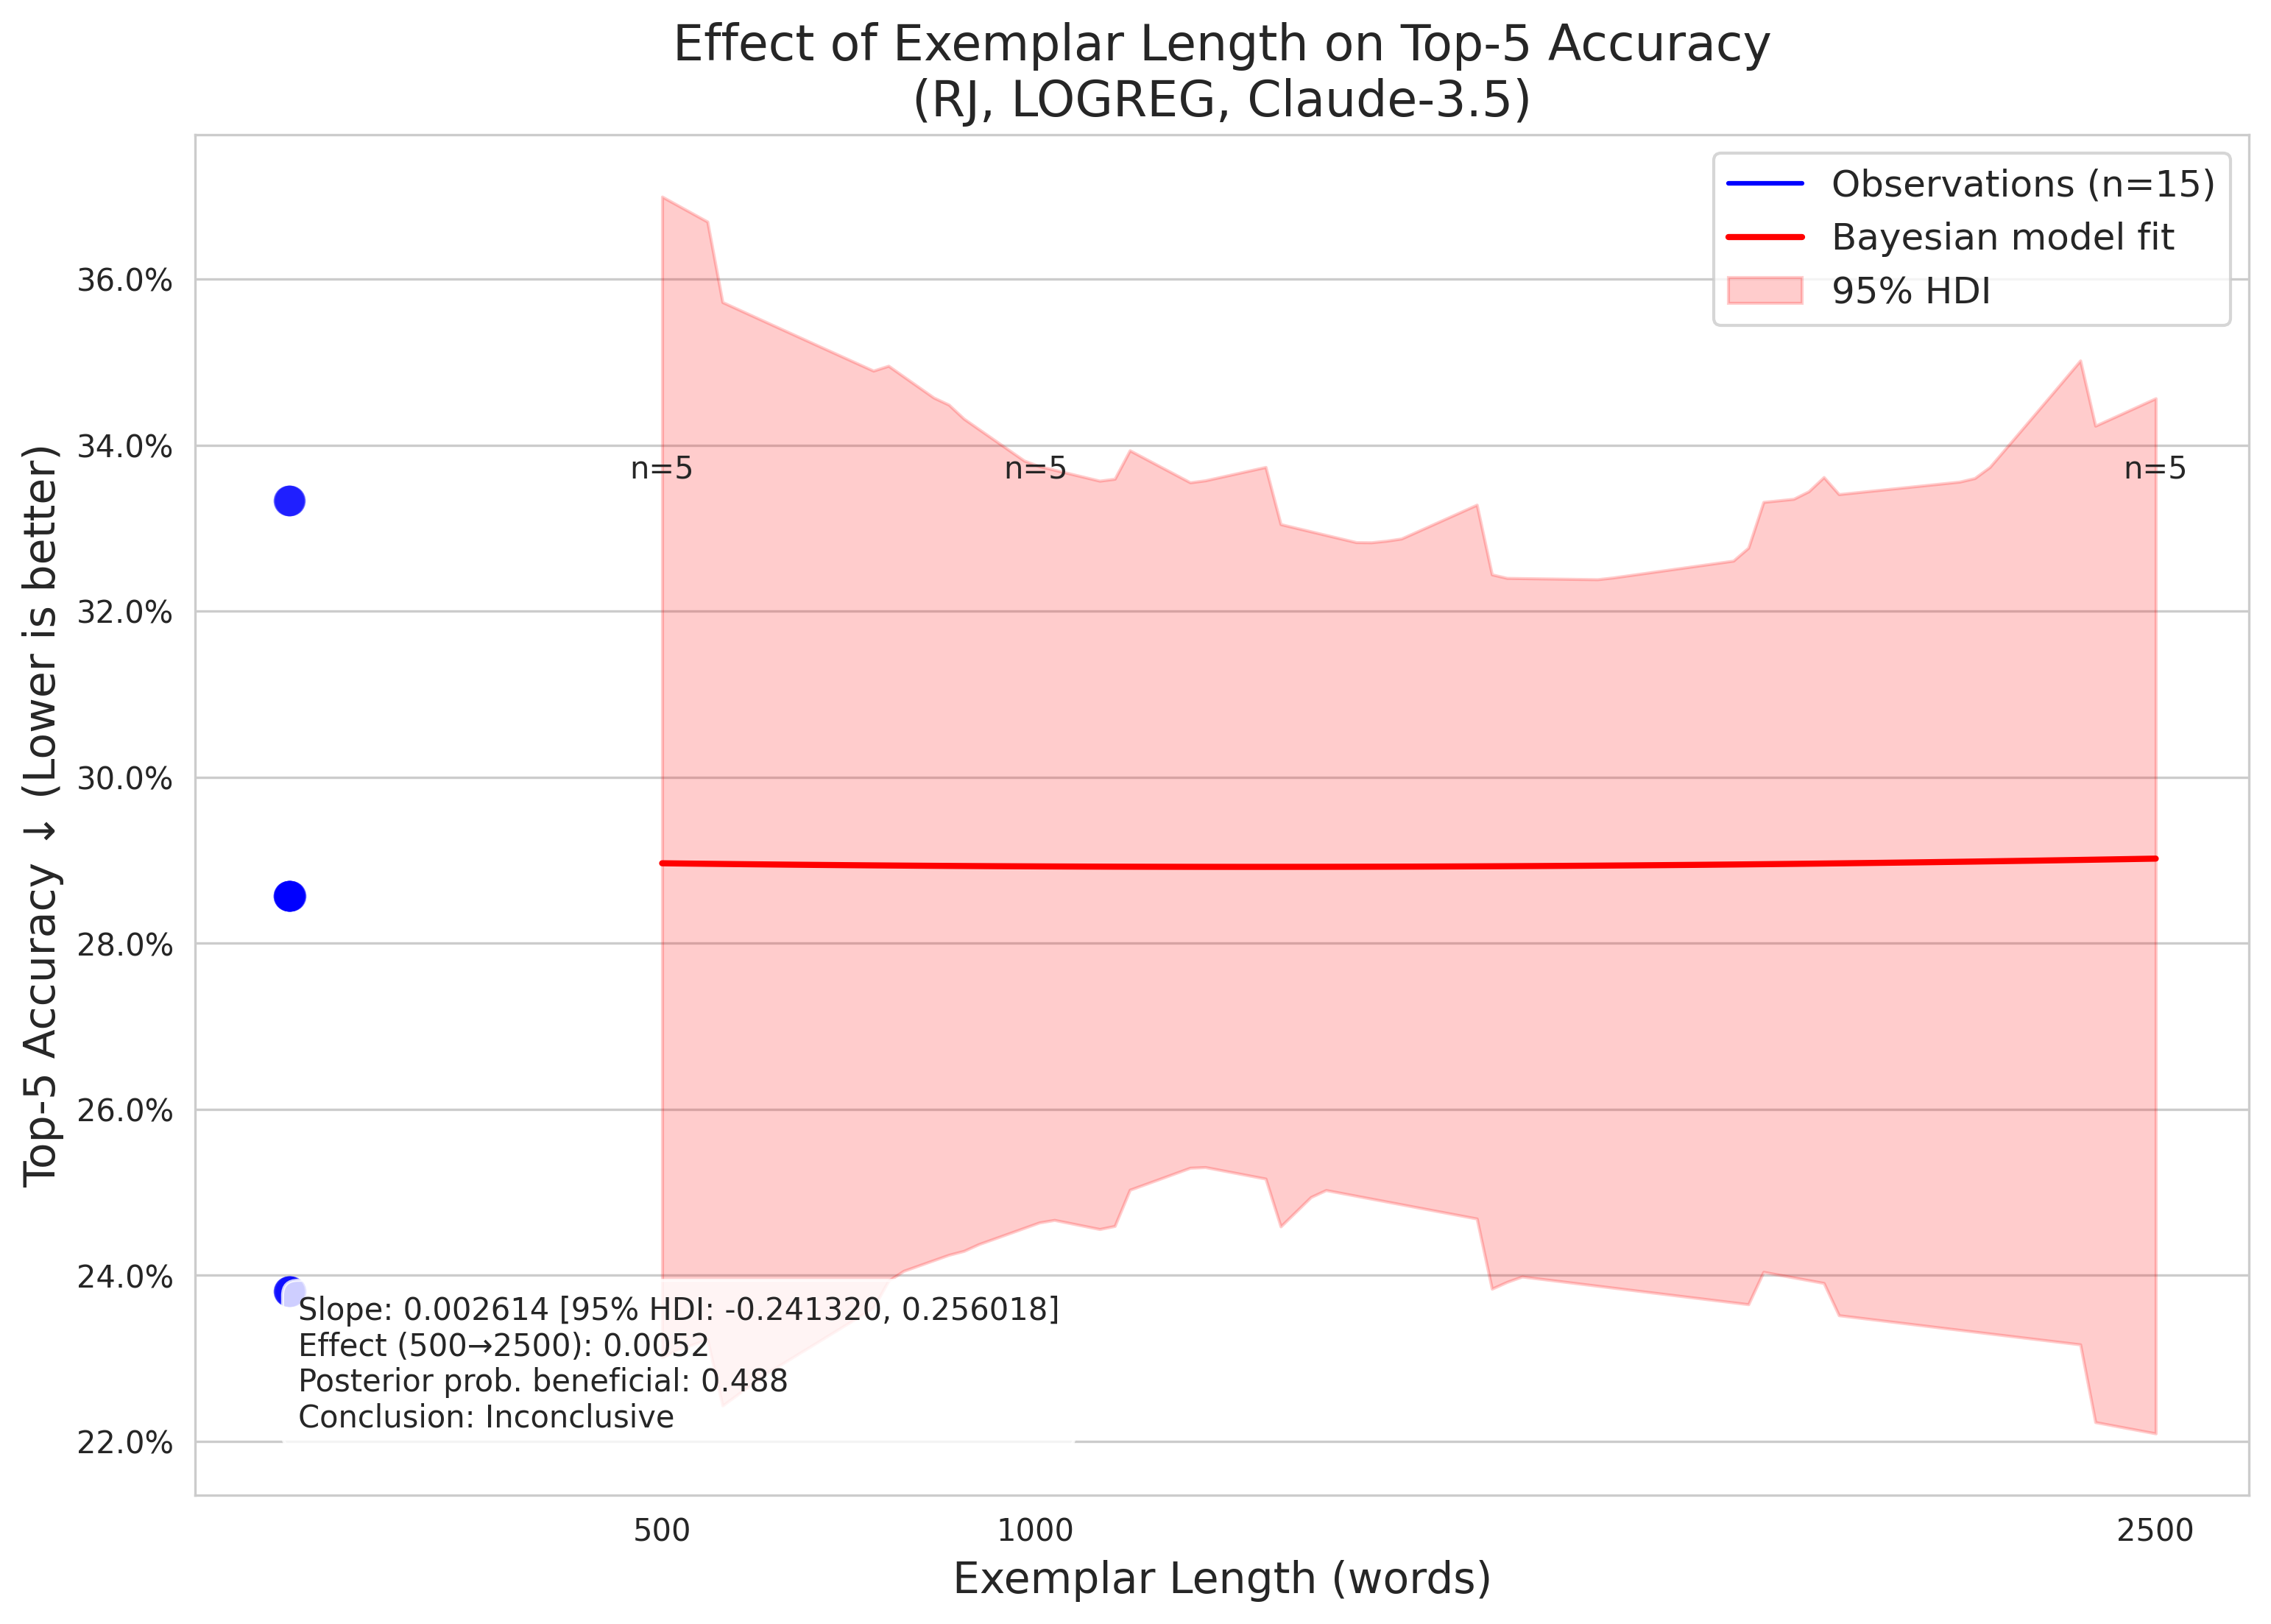 Effect of Exemplar Length on Top-5 Accuracy
(RJ, LOGREG, Claude-3.5)
Observations (n=15)
Bayesian model fit
95% HDI
Top-5 Accuracy ↓ (Lower is better)
36.0%
34.0%
32.0%
30.0%
28.0%
26.0%
24.0%
22.0%
n=5
n=5
n=5
Slope: 0.002614 [95% HDI: -0.241320, 0.256018]
Effect (500→2500): 0.0052
Posterior prob. beneficial: 0.488
Conclusion: Inconclusive
500
1000
2500
Exemplar Length (words)